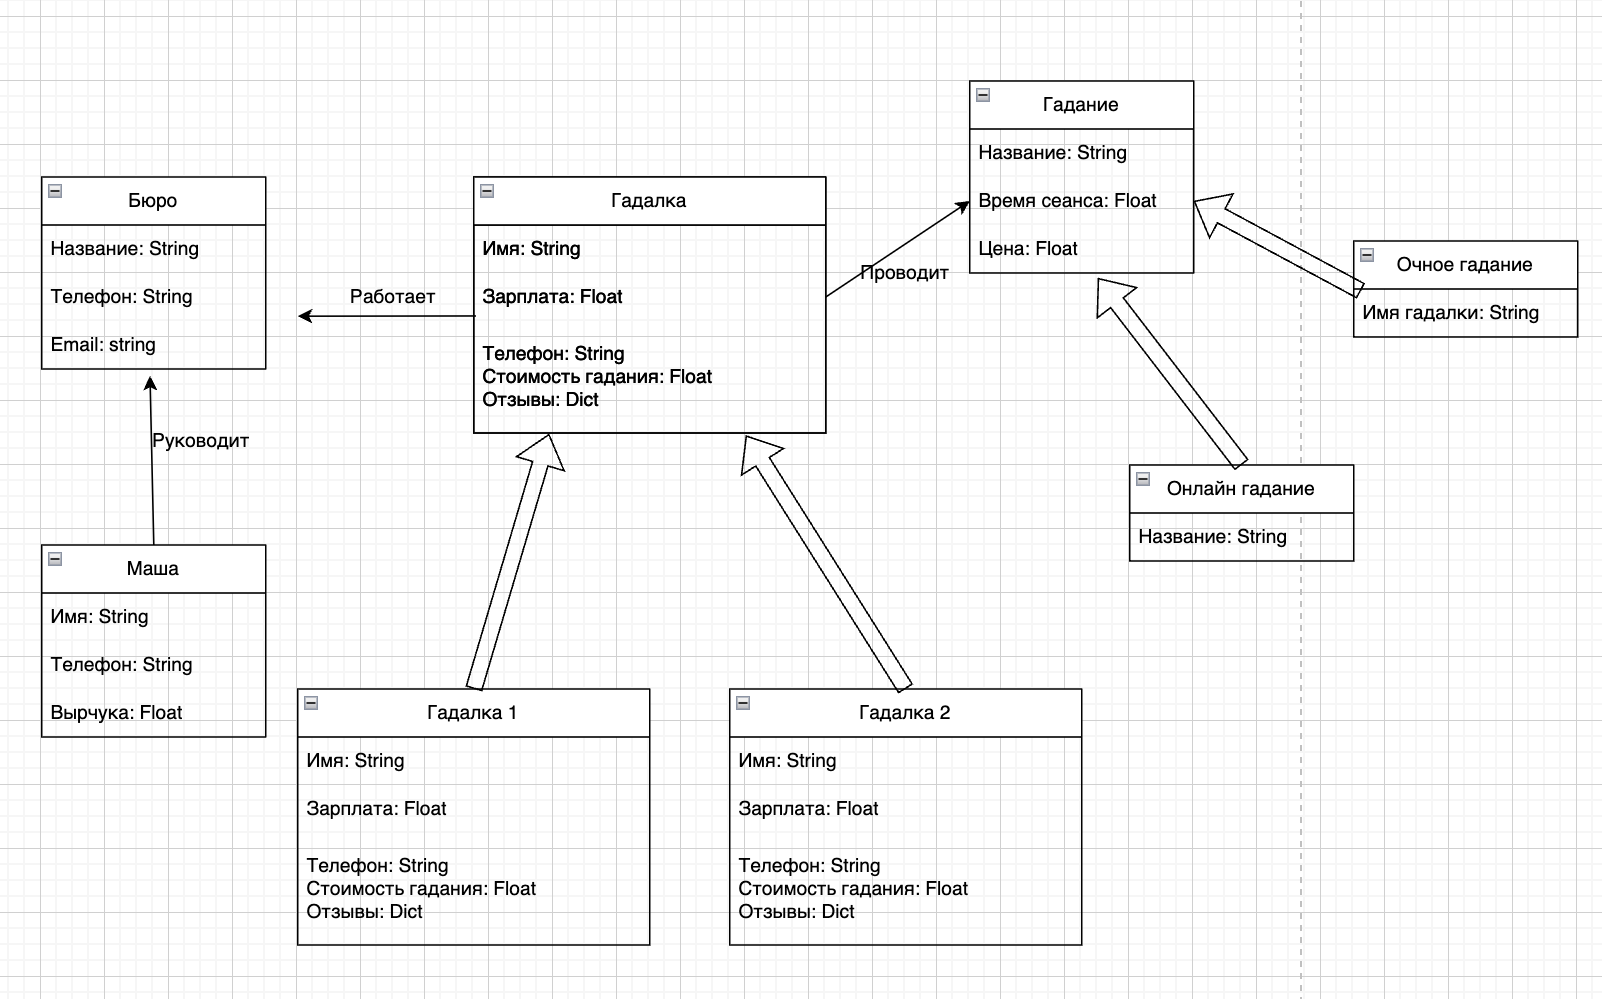 Гадание
Название: String
Время сеанса: Float
Цена: Float
Бюро
Название: String
Телефон: String
Email: string
Работает
Гадалка
Имя: String
Зарплата: Float
Телефон: String
Стоимость гадания: Float
Отзывы: Dict
Проводит
Очное гадание
Имя гадалки: String
Руководит
Онлайн гадание
Название: String
Маша
Имя: String
Телефон: String
Вырчука: Float
Гадалка 1
Имя: String
Зарплата: Float
Телефон: String
Стоимость гадания: Float
Отзывы: Dict
Гадалка 2
Имя: String
Зарплата: Float
Телефон: String
Стоимость гадания: Float
Отзывы: Dict